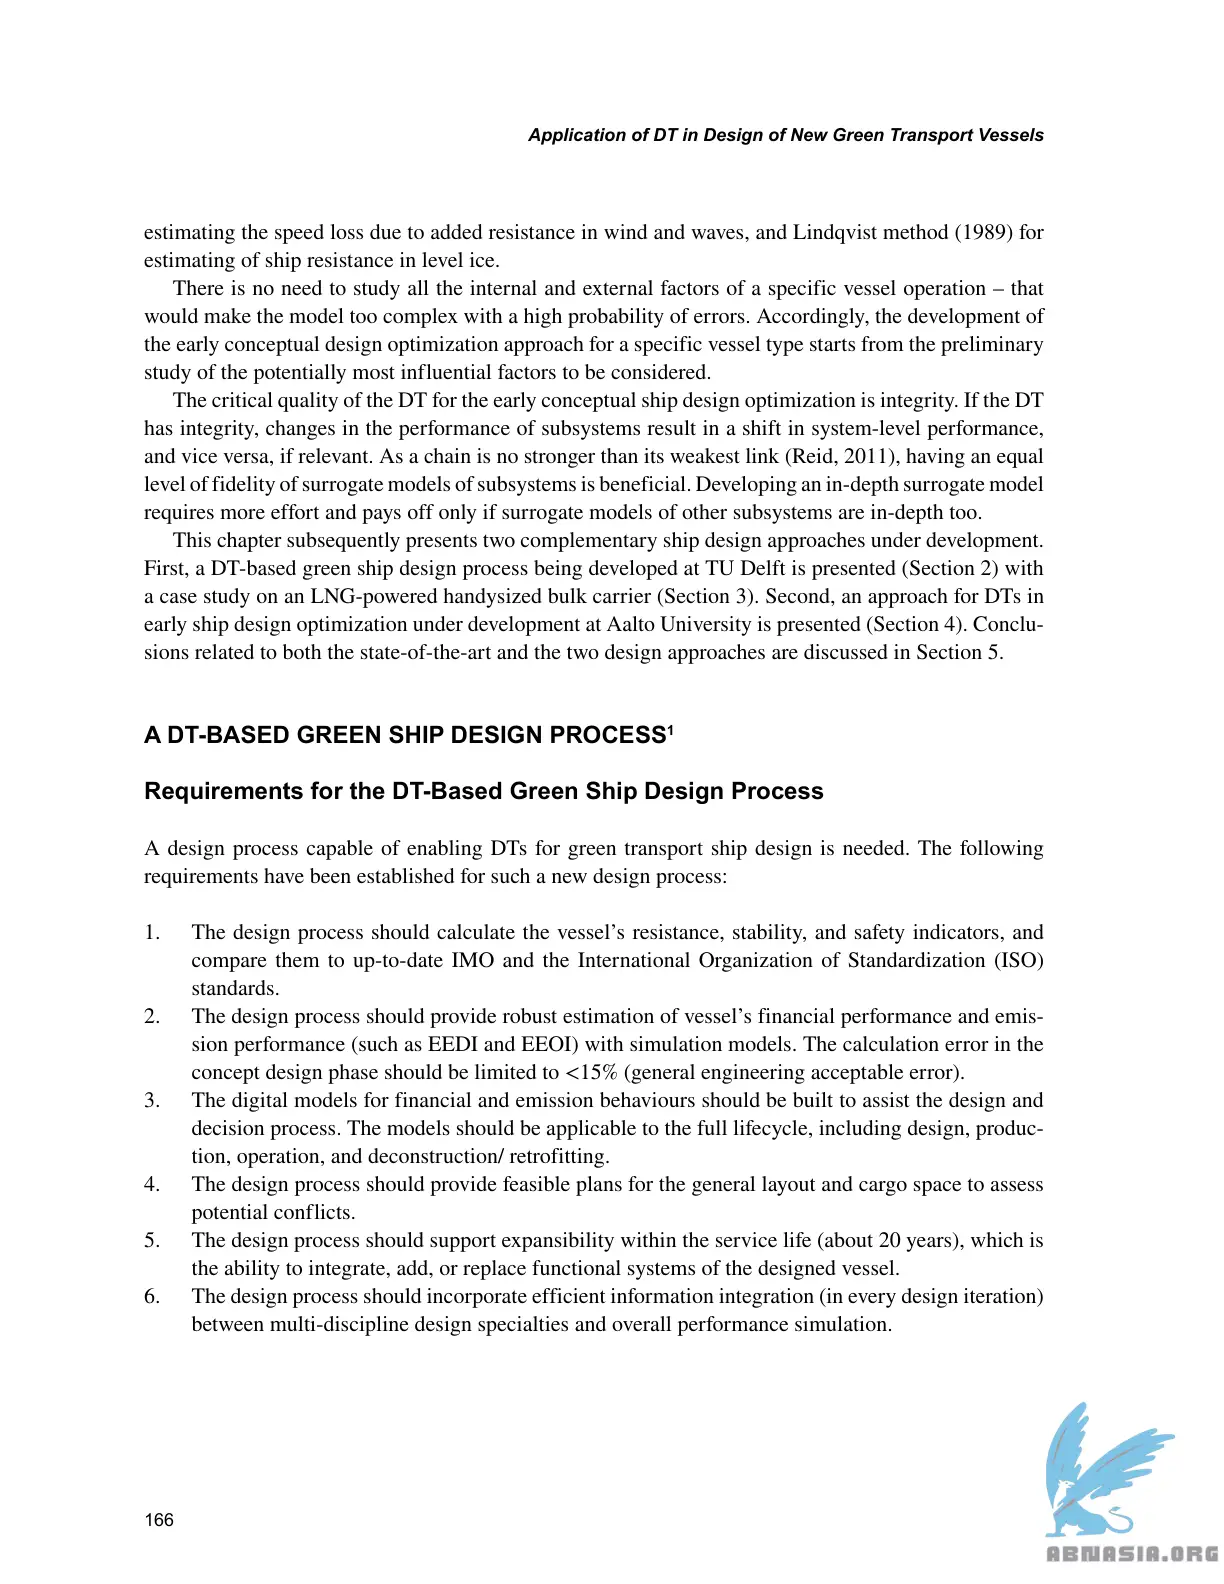 Application of DT in Design of New Green Transport Vessels
estimating the speed loss due to added resistance in wind and waves, and Lindqvist method (1989) for
estimating of ship resistance in level ice.
There is no need to study all the internal and external factors of a specific vessel operation – that
would make the model too complex with a high probability of errors. Accordingly, the development of
the early conceptual design optimization approach for a specific vessel type starts from the preliminary
study of the potentially most influential factors to be considered.
The critical quality of the DT for the early conceptual ship design optimization is integrity. If the DT
has integrity, changes in the performance of subsystems result in a shift in system-level performance,
and vice versa, if relevant. As a chain is no stronger than its weakest link (Reid, 2011), having an equal
level of fidelity of surrogate models of subsystems is beneficial. Developing an in-depth surrogate model
requires more effort and pays off only if surrogate models of other subsystems are in-depth too.
This chapter subsequently presents two complementary ship design approaches under development.
First, a DT-based green ship design process being developed at TU Delft is presented (Section 2) with
a case study on an LNG-powered handysized bulk carrier (Section 3). Second, an approach for DTs in
early ship design optimization under development at Aalto University is presented (Section 4). Conclu-
sions related to both the state-of-the-art and the two design approaches are discussed in Section 5.
A DT-BASED GREEN SHIP DESIGN PROCESS¹
Requirements for the DT-Based Green Ship Design Process
A design process capable of enabling DTs for green transport ship design is needed. The following
requirements have been established for such a new design process:
1. The design process should calculate the vessel’s resistance, stability, and safety indicators, and
compare them to up-to-date IMO and the International Organization of Standardization (ISO)
standards.
2. The design process should provide robust estimation of vessel’s financial performance and emis-
sion performance (such as EEDI and EEOI) with simulation models. The calculation error in the
concept design phase should be limited to <15% (general engineering acceptable error).
3. The digital models for financial and emission behaviours should be built to assist the design and
decision process. The models should be applicable to the full lifecycle, including design, produc-
tion, operation, and deconstruction/ retrofitting.
4. The design process should provide feasible plans for the general layout and cargo space to assess
potential conflicts.
5. The design process should support expansibility within the service life (about 20 years), which is
the ability to integrate, add, or replace functional systems of the designed vessel.
6. The design process should incorporate efficient information integration (in every design iteration)
between multi-discipline design specialties and overall performance simulation.
166
ABNASIA.ORG